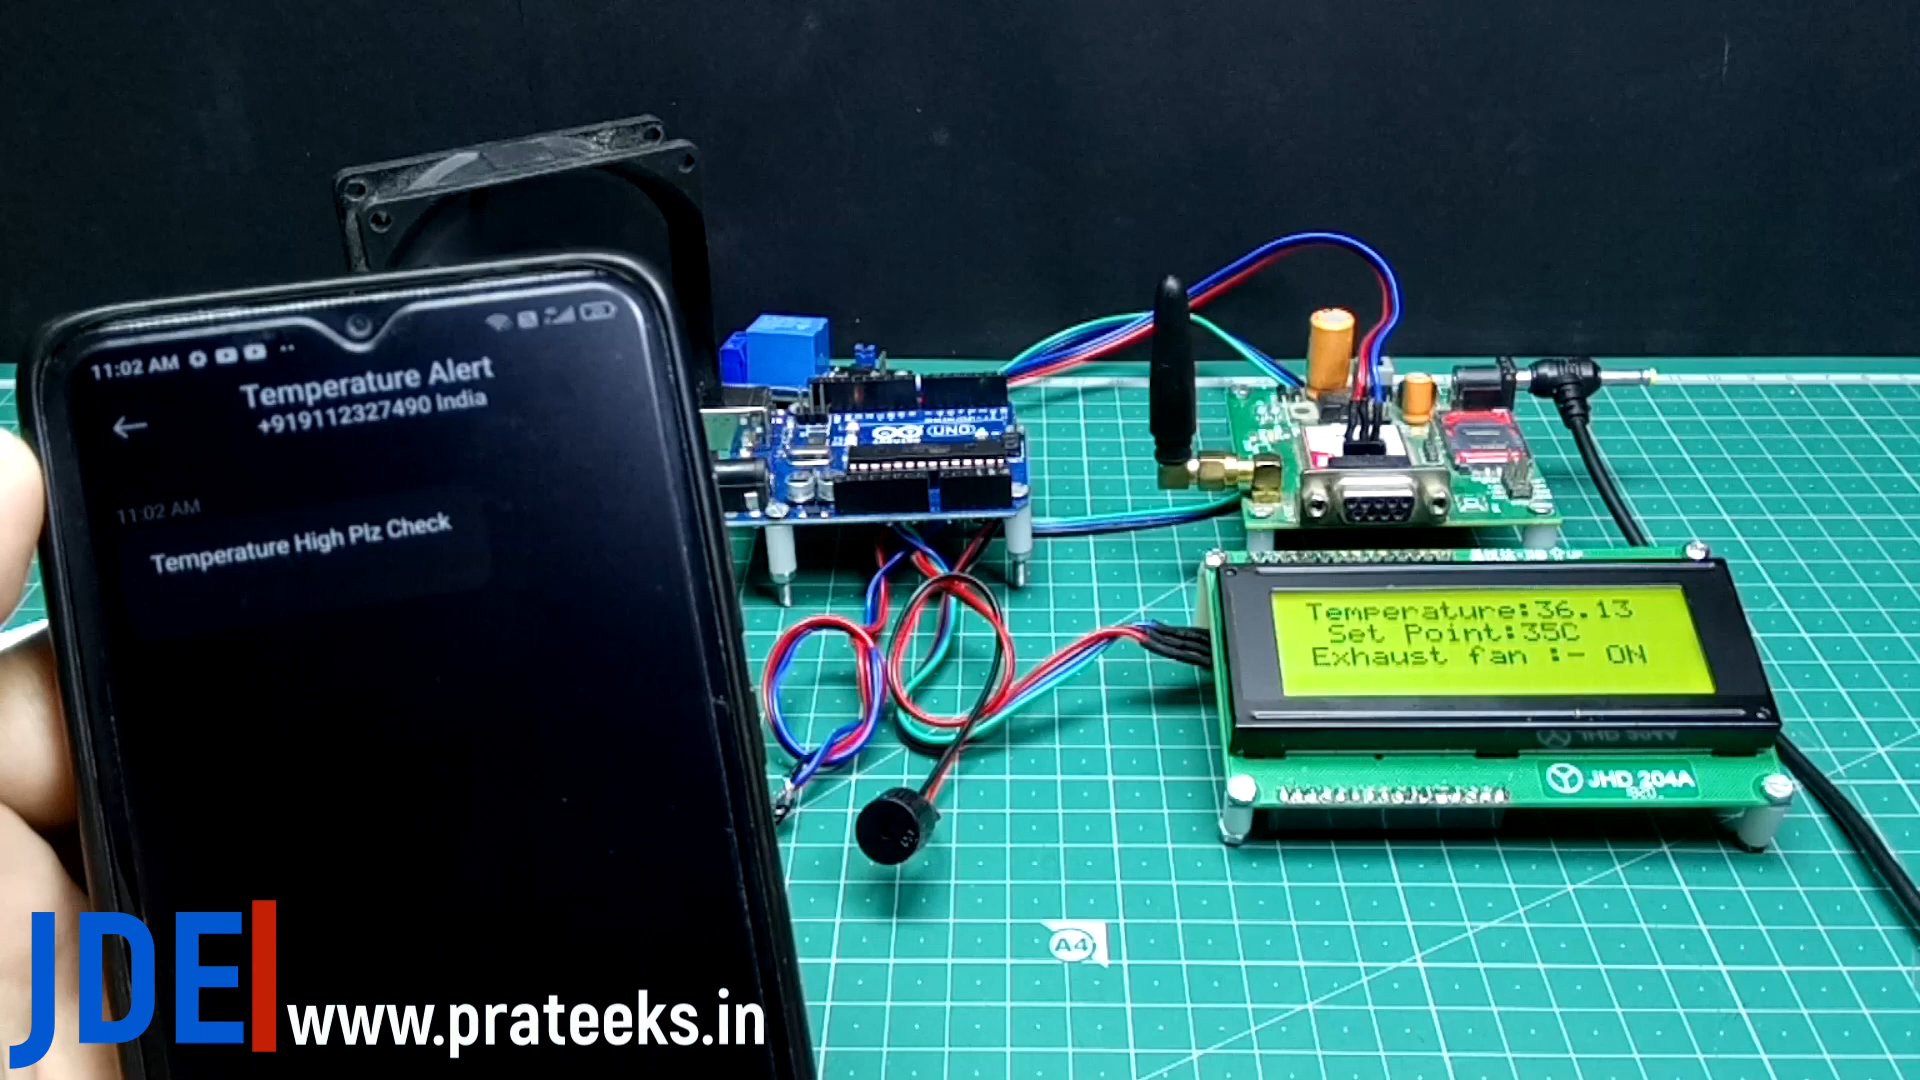 11:02 AM
Temperature Alert
+919112327490 India
11:02 AM
Temperature High Plz Check
UNO
Temperature:36.13
Set Point:35C
Exhaust fan :- ON
JHD 204A
A4
JDE
www.prateeks.in